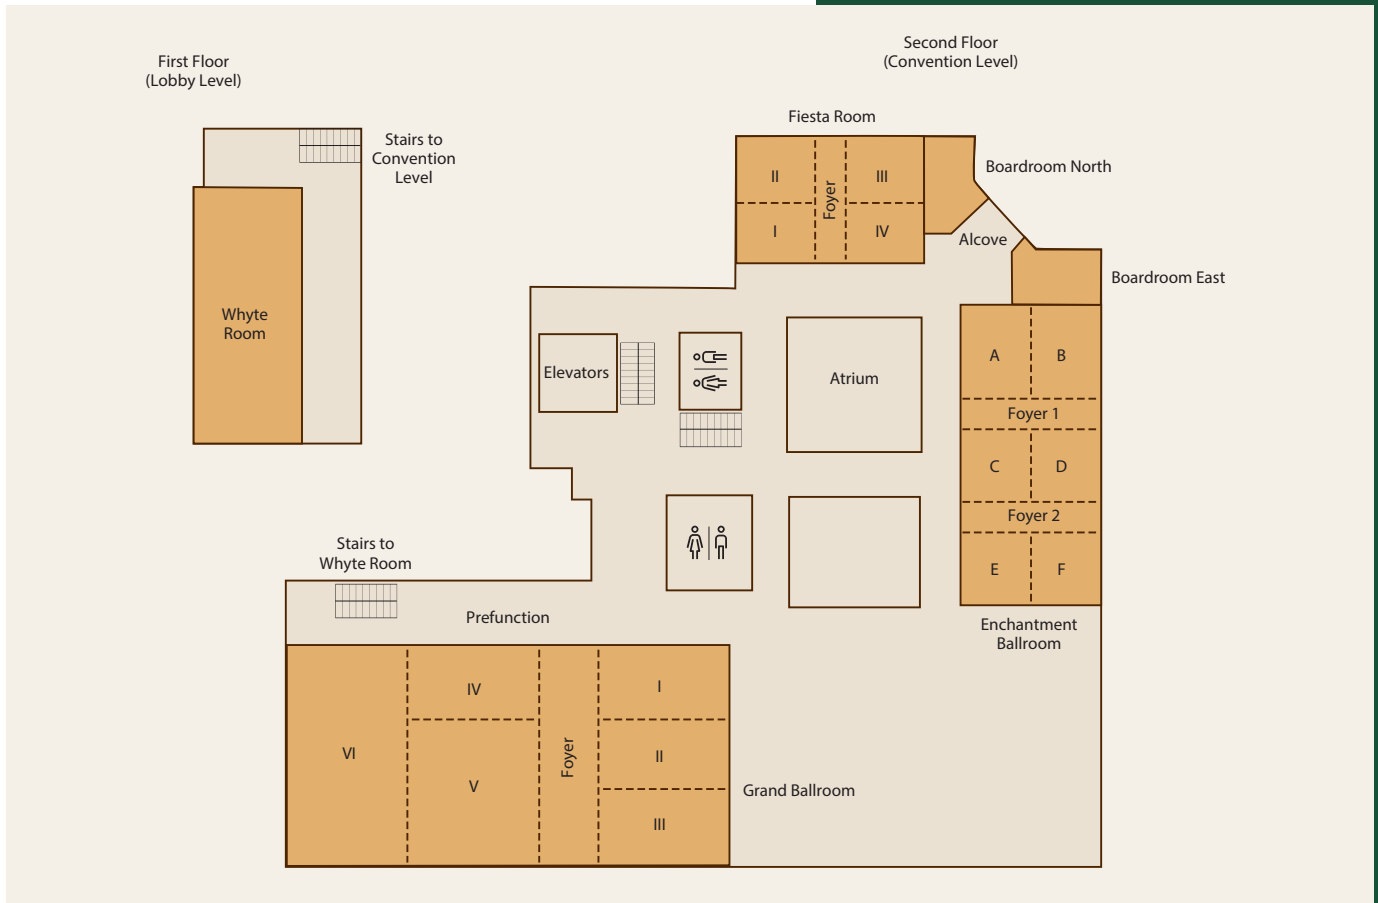 First Floor
(Lobby Level)
Stairs to
Convention
Level
Whyte
Room
Second Floor
(Convention Level)
Fiesta Room
II
I
Foyer
III
IV
Boardroom North
Alcove
Boardroom East
Elevators
Atrium
A
B
Foyer 1
C
D
Foyer 2
E
F
Enchantment
Ballroom
Stairs to
Whyte Room
Prefunction
VI
IV
V
Foyer
I
II
III
Grand Ballroom